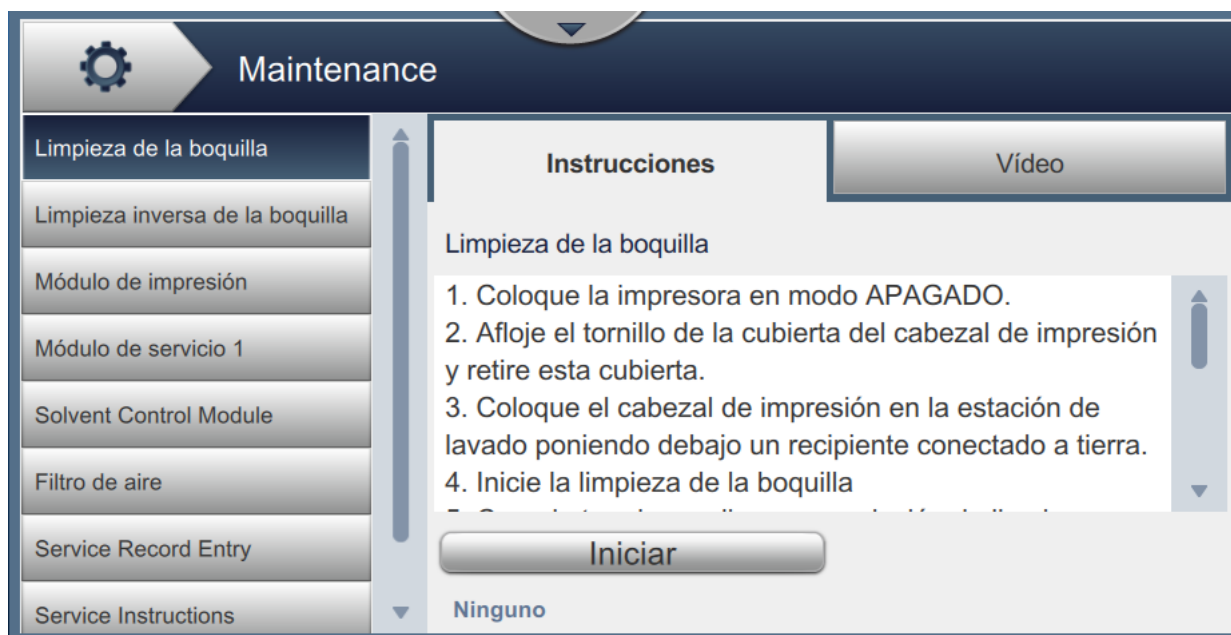 Maintenance
Limpieza de la boquilla
Limpieza inversa de la boquilla
Módulo de impresión
Módulo de servicio 1
Solvent Control Module
Filtro de aire
Service Record Entry
Service Instructions
Instrucciones
Vídeo
Limpieza de la boquilla
1. Coloque la impresora en modo APAGADO.
2. Afloje el tornillo de la cubierta del cabezal de impresión
y retire esta cubierta.
3. Coloque el cabezal de impresión en la estación de
lavado poniendo debajo un recipiente conectado a tierra.
4. Inicie la limpieza de la boquilla
Iniciar
Ninguno